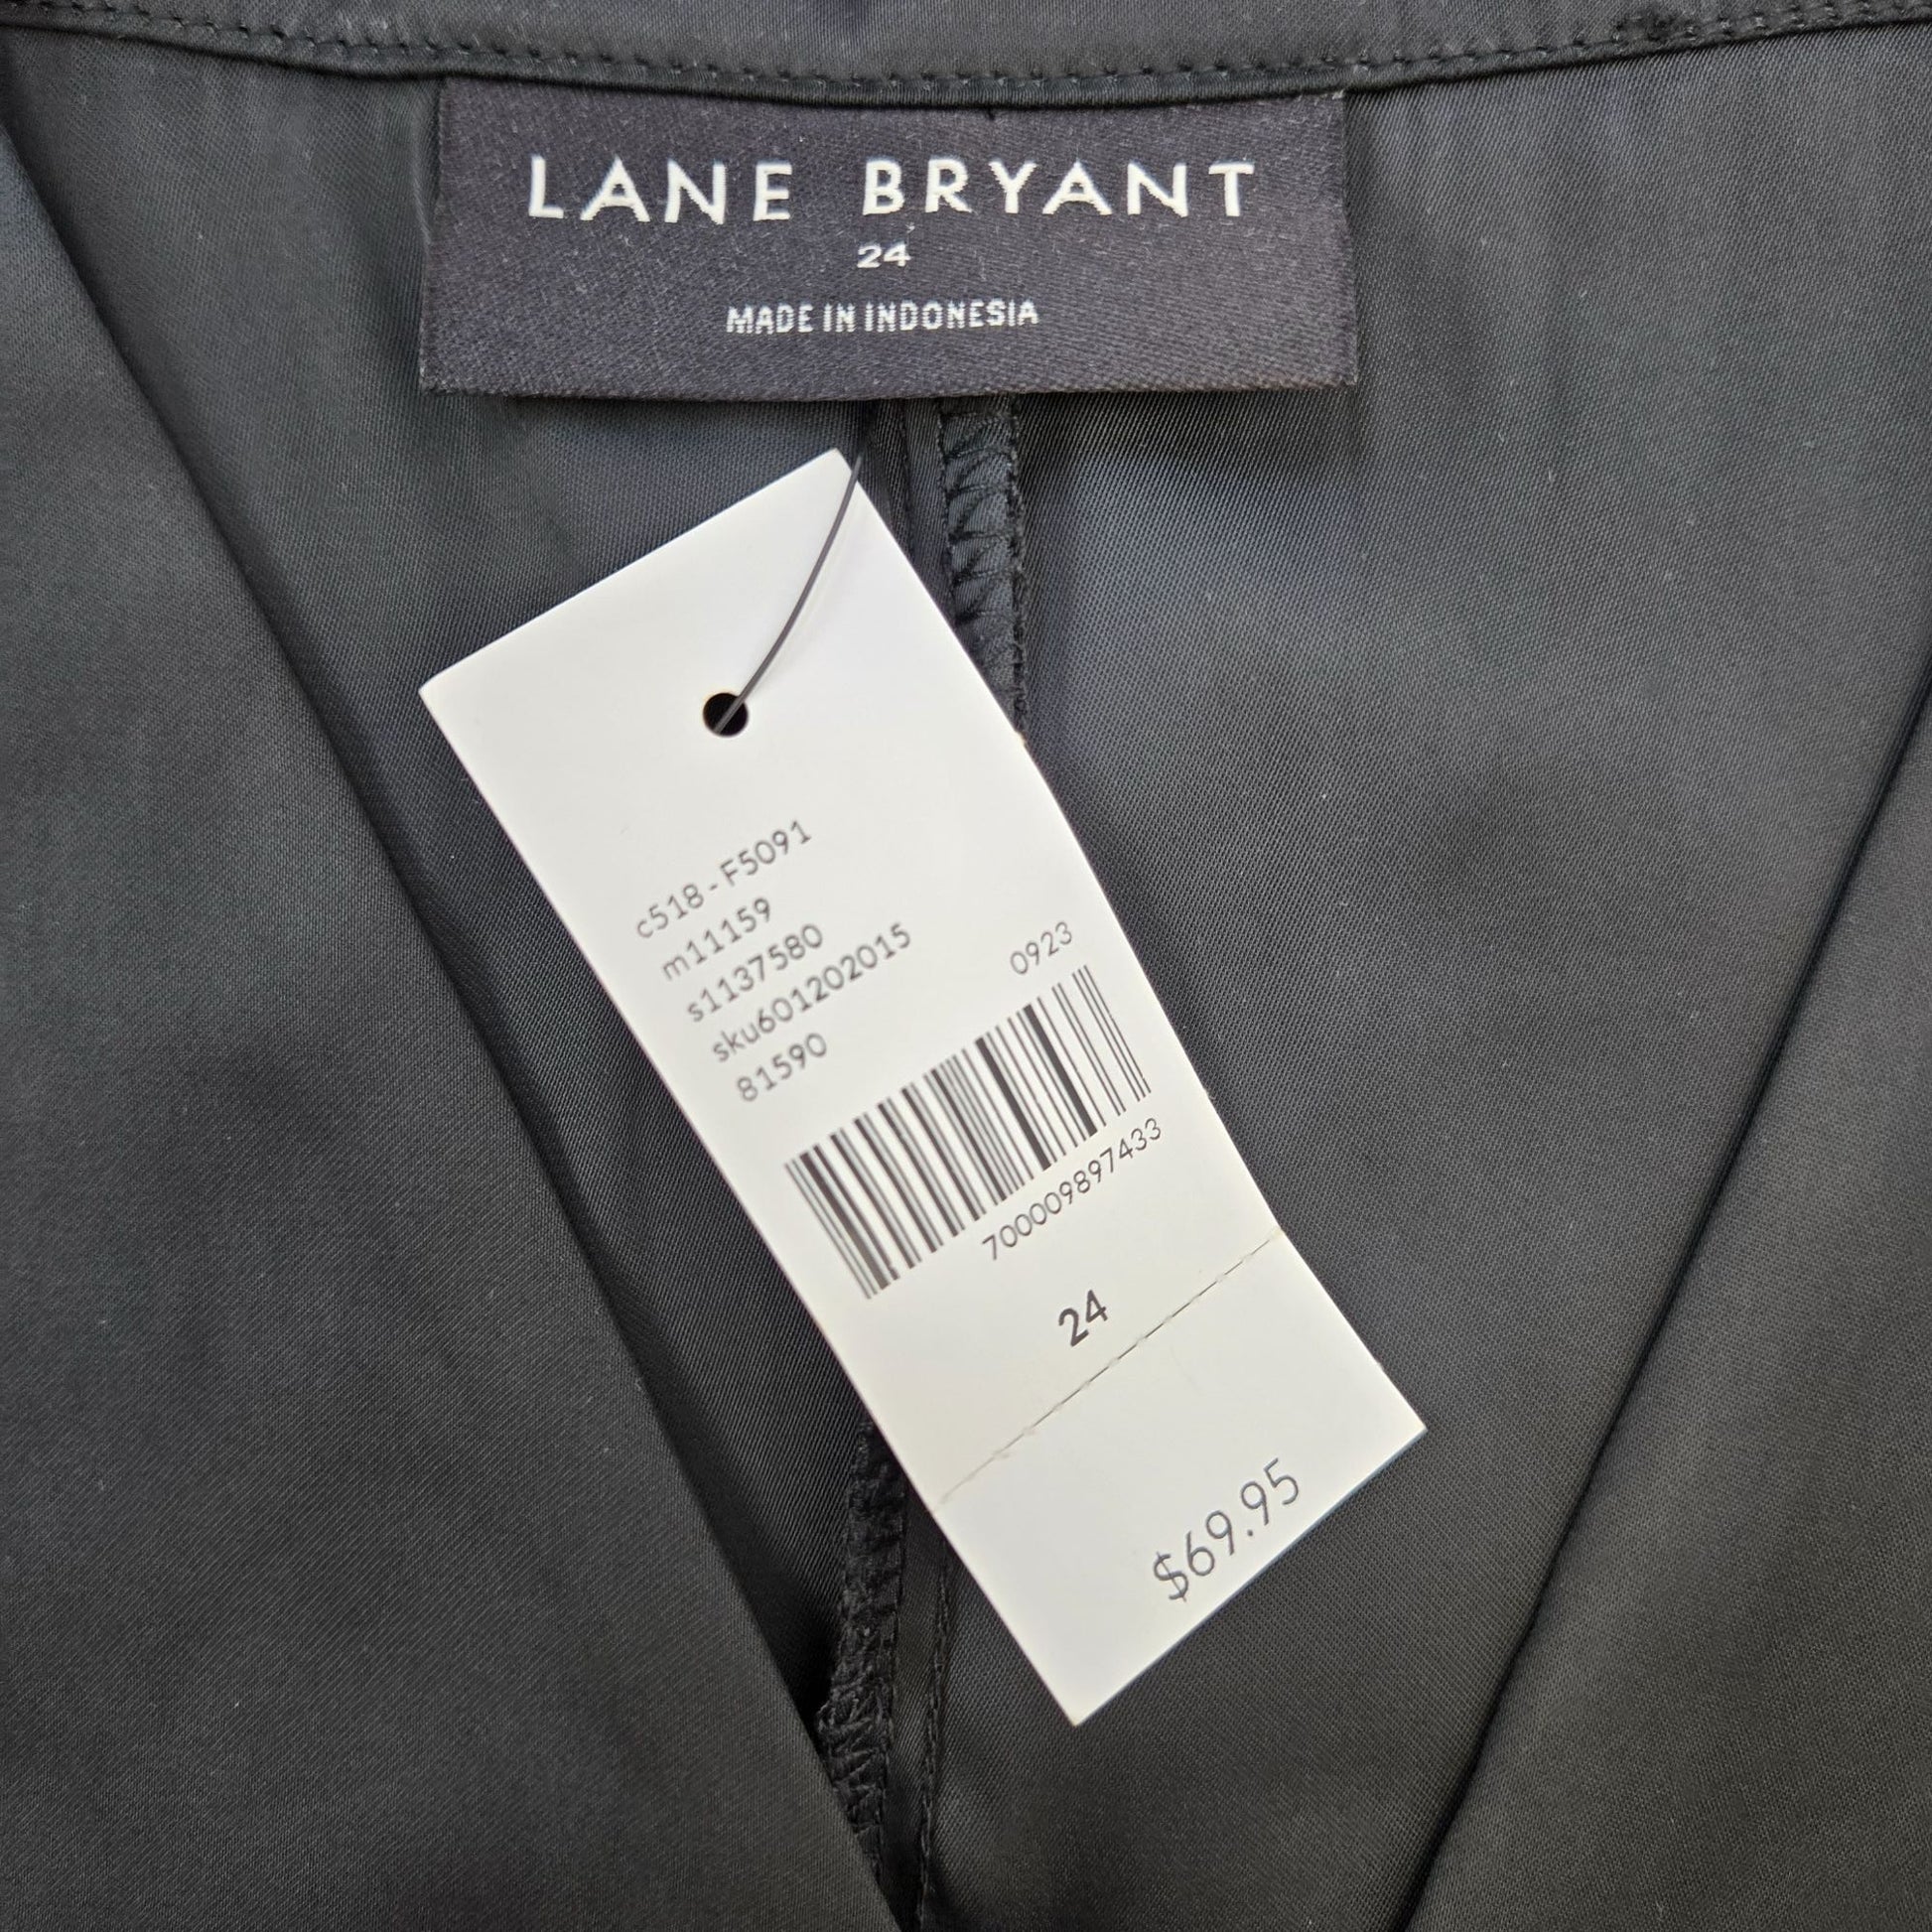 LANE BRYANT
24
MADE IN INDONESIA
c518-F5091
m11159
s1137580
sku601202015
81590
0923
700009897433
24
$69.95